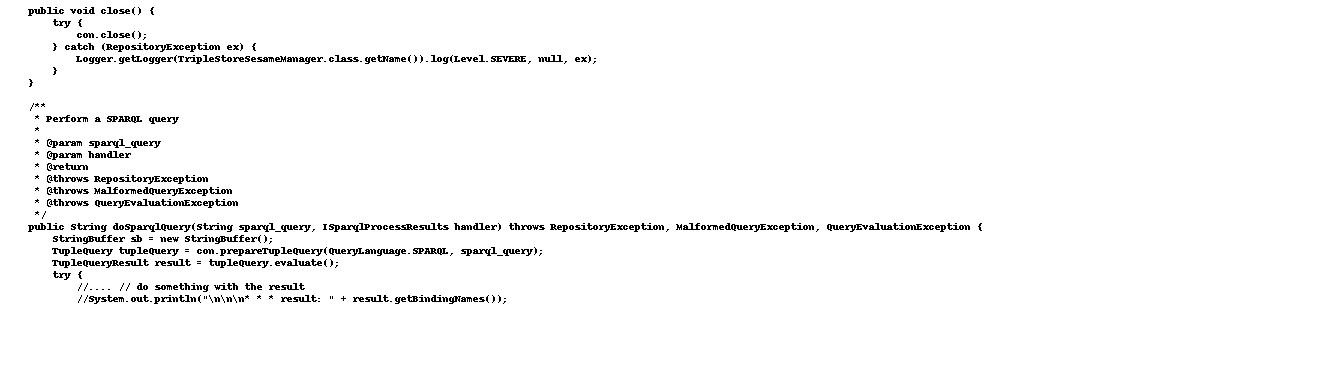 public void close() {
try {
con.close();
} catch (RepositoryException ex) {
Logger.getLogger(TripleStoreSesameManager.class.getName()).log(Level.SEVERE, null, ex);
}
}
/**
* Perform a SPARQL query
*
* @param sparql_query
* @param handler
* @return
* @throws RepositoryException
* @throws MalformedQueryException
* @throws QueryEvaluationException
*/
public String doSparqlQuery(String sparql_query, ISparqlProcessResults handler) throws RepositoryException, MalformedQueryException, QueryEvaluationException {
StringBuffer sb = new StringBuffer();
TupleQuery tupleQuery = con.prepareTupleQuery(QueryLanguage.SPARQL, sparql_query);
TupleQueryResult result = tupleQuery.evaluate();
try {
//.... // do something with the result
//System.out.println("\n\n\n* * * result: " + result.getBindingNames());